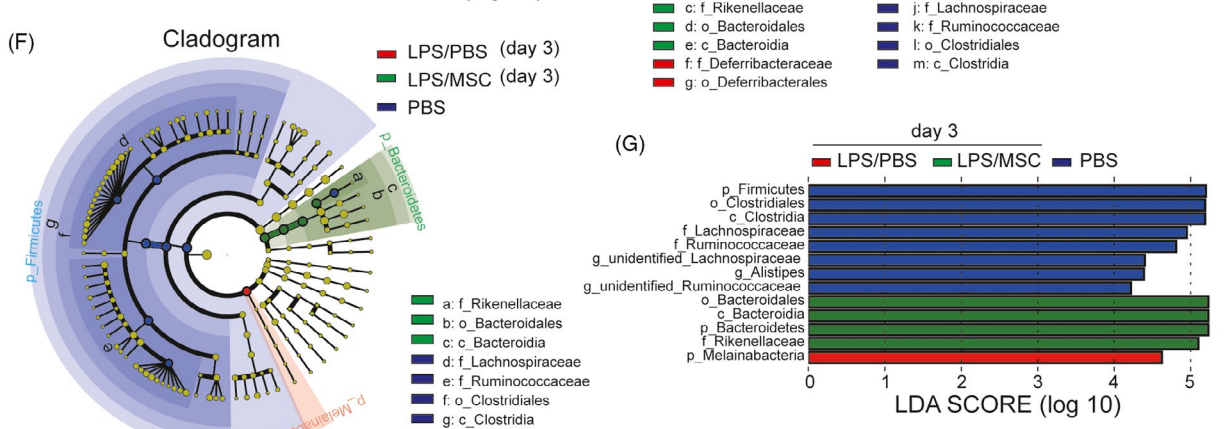 c: f_Rikenellaceae
d: o_Bacteroidales
e: c_Bacteroidia
f: f_Deferribacteraceae
g: o_Deferribacterales
j: f_Lachnospiraceae
k: f_Ruminococcaceae
l: o_Clostridiales
m: c_Clostridia
(F)
Cladogram
LPS/PBS (day 3)
LPS/MSC (day 3)
PBS
p_Firmicutes
g
f
d
e
a
b
c
p_Bacteroidetes
a: f_Rikenellaceae
b: o_Bacteroidales
c: c_Bacteroidia
d: f_Lachnospiraceae
e: f_Ruminococcaceae
f: o_Clostridiales
g: c_Clostridia
(G)
day 3
LPS/PBS LPS/MSC PBS
p_Firmicutes
o_Clostridiales
c_Clostridia
f_Lachnospiraceae
f_Ruminococcaceae
g_unidentified_Lachnospiraceae
g_Alistipes
g_unidentified_Ruminococcaceae
o_Bacteroidales
c_Bacteroidia
p_Bacteroidetes
f_Rikenellaceae
p_Melainabacteria
0 1 2 3 4 5
LDA SCORE (log 10)